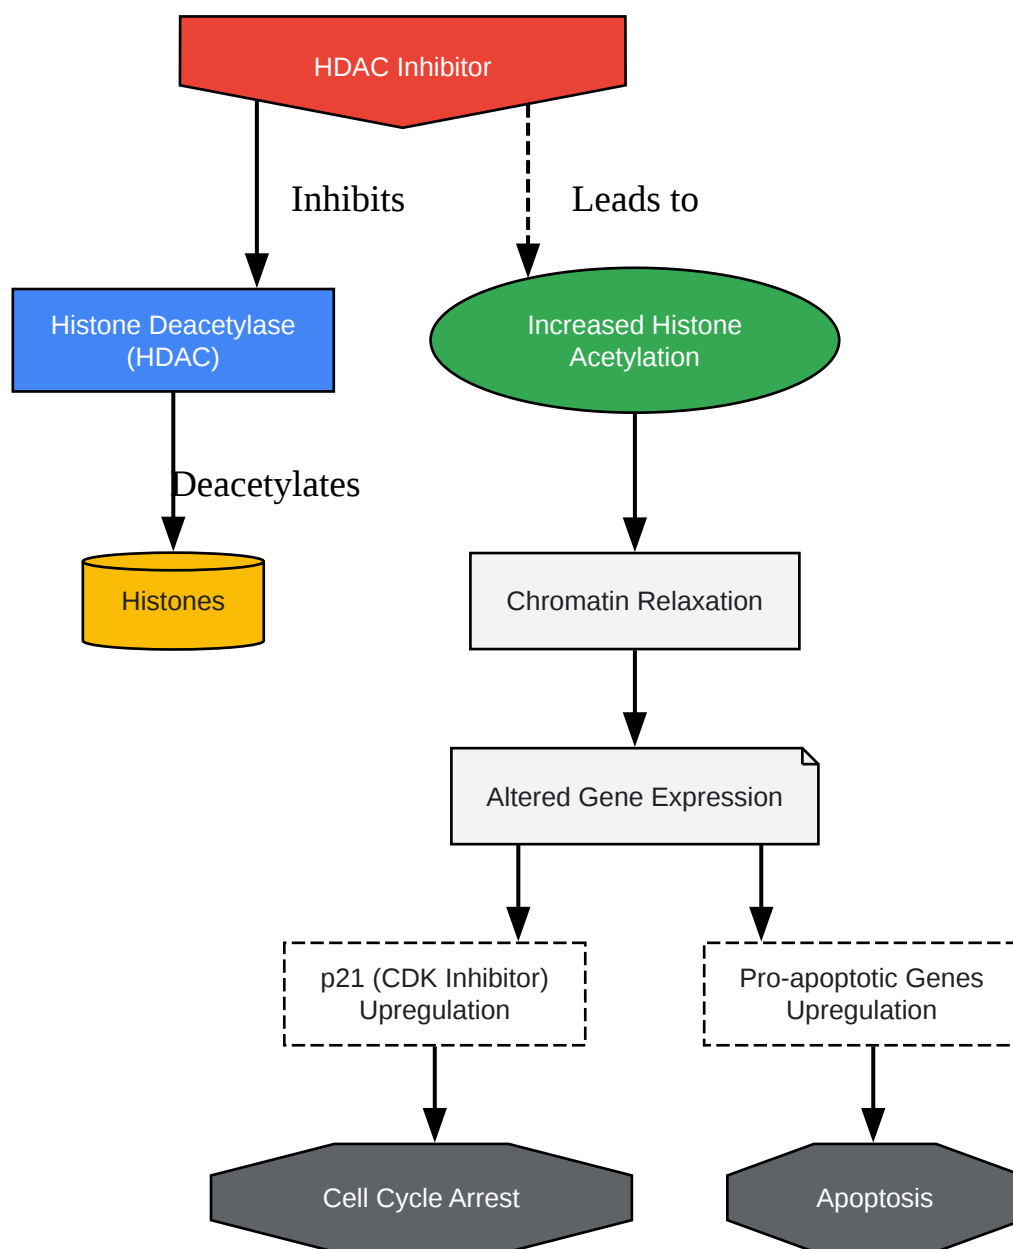 HDAC Inhibitor
Inhibits
Leads to
Histone Deacetylase
(HDAC)
Increased Histone
Acetylation
Deacetylates
Histones
Chromatin Relaxation
Altered Gene Expression
p21 (CDK Inhibitor)
Upregulation
Pro-apoptotic Genes
Upregulation
Cell Cycle Arrest
Apoptosis